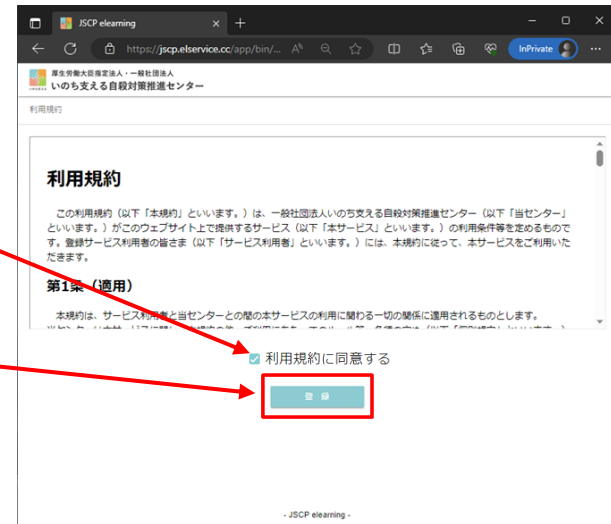 JSCP elearning
https://jscp.elservice.cc/app/bin/...
InPrivate
厚生労働大臣指定法人・一般社団法人
いのち支える自殺対策推進センター
利用規約
利用規約
この利用規約（以下「本規約」といいます。）は、一般社団法人いのち支える自殺対策推進センター（以下「当センター」
といいます。）がこのウェブサイト上で提供するサービス（以下「本サービス」といいます。）の利用条件等を定めるもので
す。登録サービス利用者の皆さま（以下「サービス利用者」といいます。）には、本規約に従って、本サービスをご利用いた
だきます。
第1条（適用）
本規約は、サービス利用者と当センターとの間の本サービスの利用に関わる一切の関係に適用されるものとします。
利用規約に同意する
登 録
- JSCP elearning -